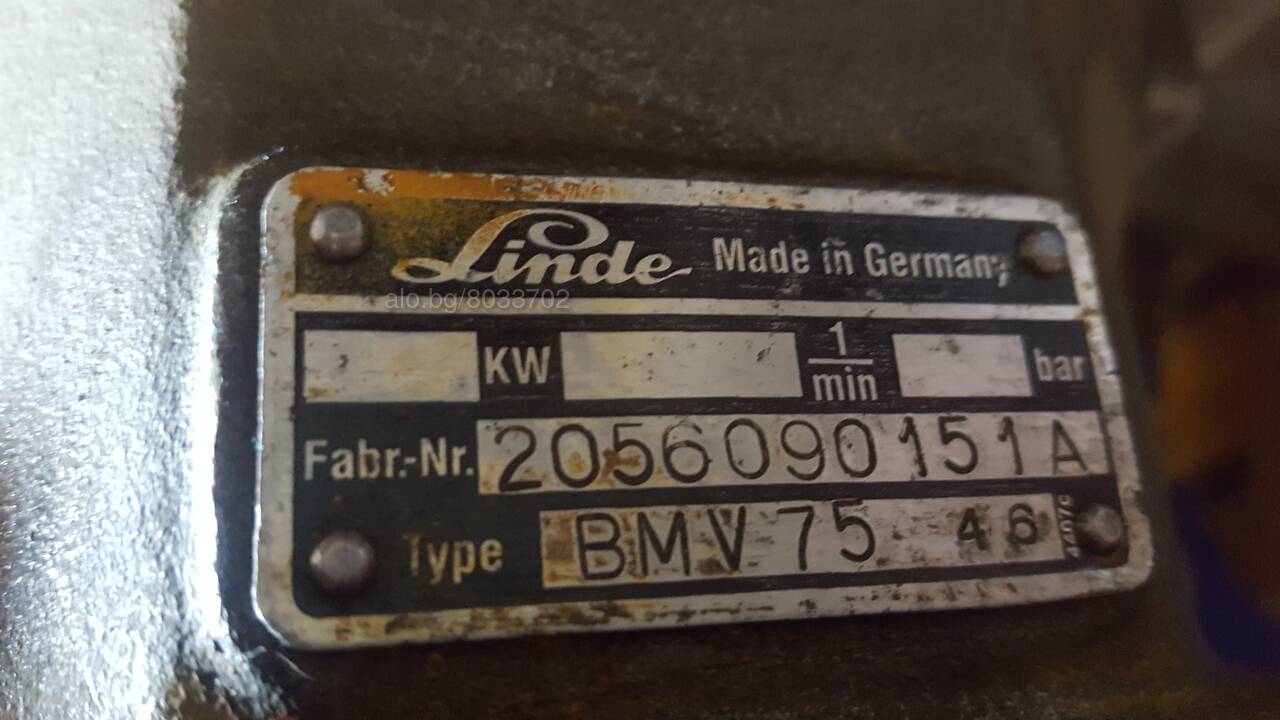 Linde Made in Germany
alo.bg/8033702
KW 1/min bar
Fabr.-Nr. 2056090151A
Type BMV 75 46